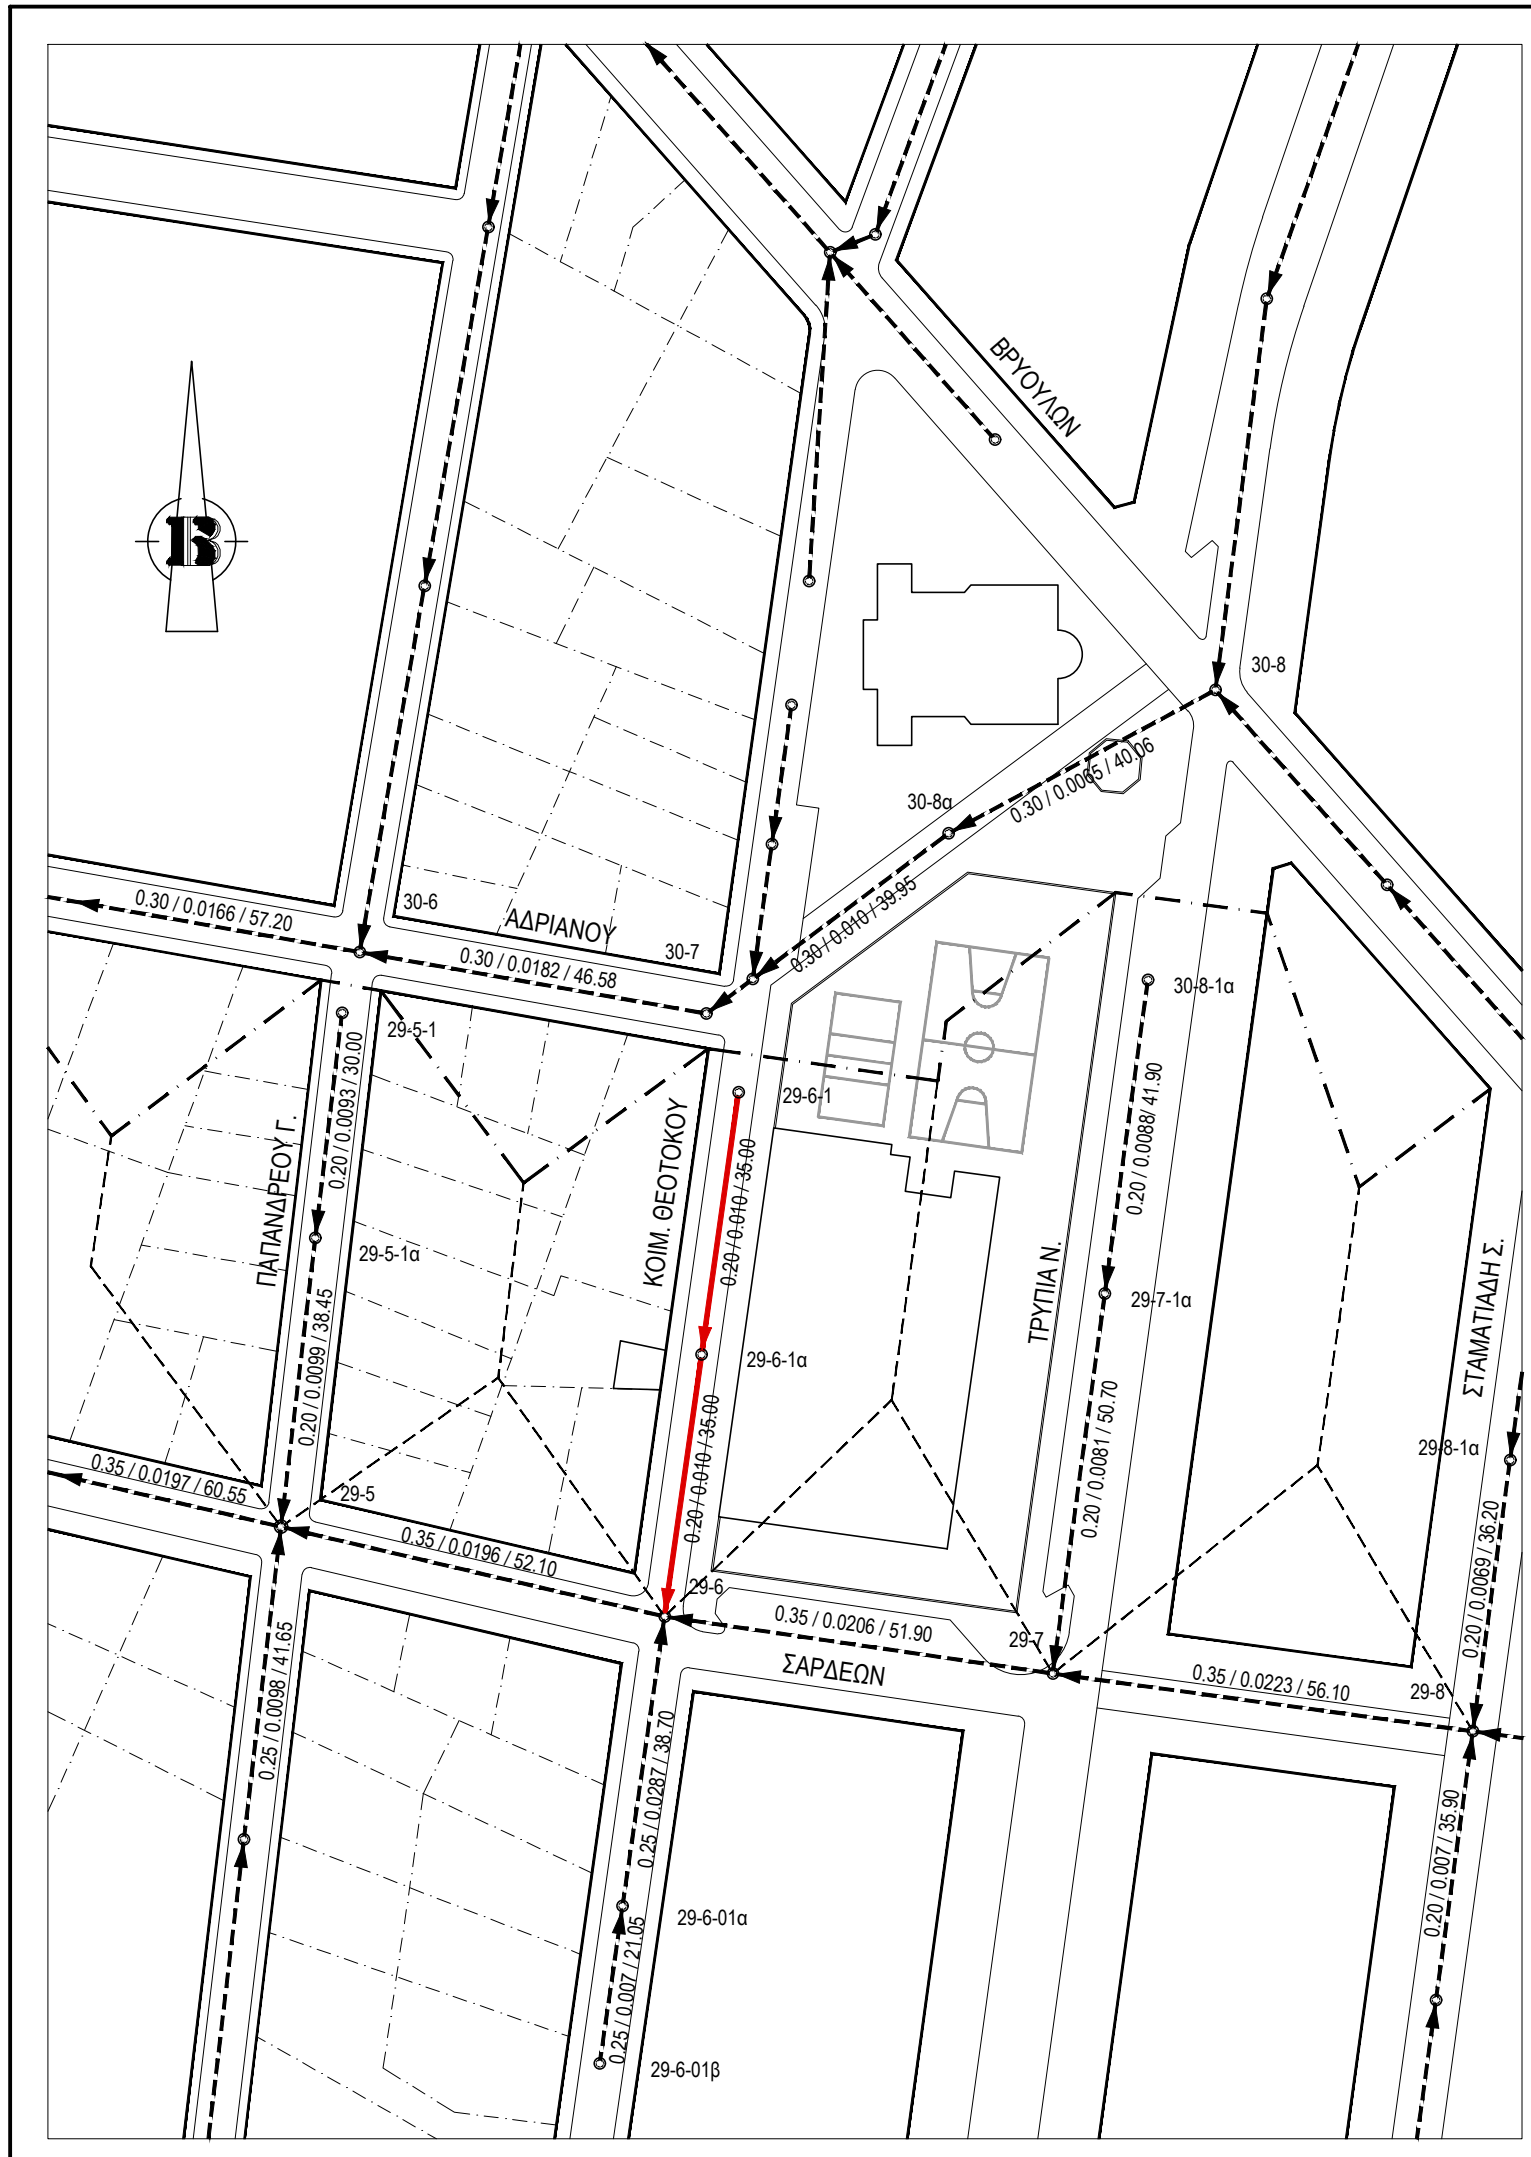 ΒΡΥΟΥΛΩΝ
Β
30-8
0.30 / 0.0065 / 40.06
30-8α
0.30 / 0.0166 / 57.20
30-6
ΑΔΡΙΑΝΟΥ
30-7
0.30 / 0.0182 / 46.58
0.30 / 0.010 / 39.95
30-8-1α
29-5-1
0.20 / 0.0093 / 30.00
29-6-1
ΠΑΠΑΝΔΡΕΟΥ Γ.
ΚΟΙΜ. ΘΕΟΤΟΚΟΥ
0.20 / 0.010 / 35.00
0.20 / 0.0088/ 41.90
29-5-1α
ΤΡΥΠΙΑ Ν.
29-7-1α
ΣΤΑΜΑΤΙΑΔΗ Σ.
0.20 / 0.0099 / 38.45
29-6-1α
0.20 / 0.010 / 35.00
0.20 / 0.0081 / 50.70
29-8-1α
0.35 / 0.0197 / 60.55
29-5
0.35 / 0.0196 / 52.10
29-6
0.35 / 0.0206 / 51.90
29-7
0.20 / 0.0069 / 36.20
ΣΑΡΔΕΩΝ
0.35 / 0.0223 / 56.10
29-8
0.25 / 0.0098 / 41.65
0.25 / 0.0287 / 38.70
0.20 / 0.007 / 35.90
29-6-01α
0.25 / 0.007 / 21.05
29-6-01β